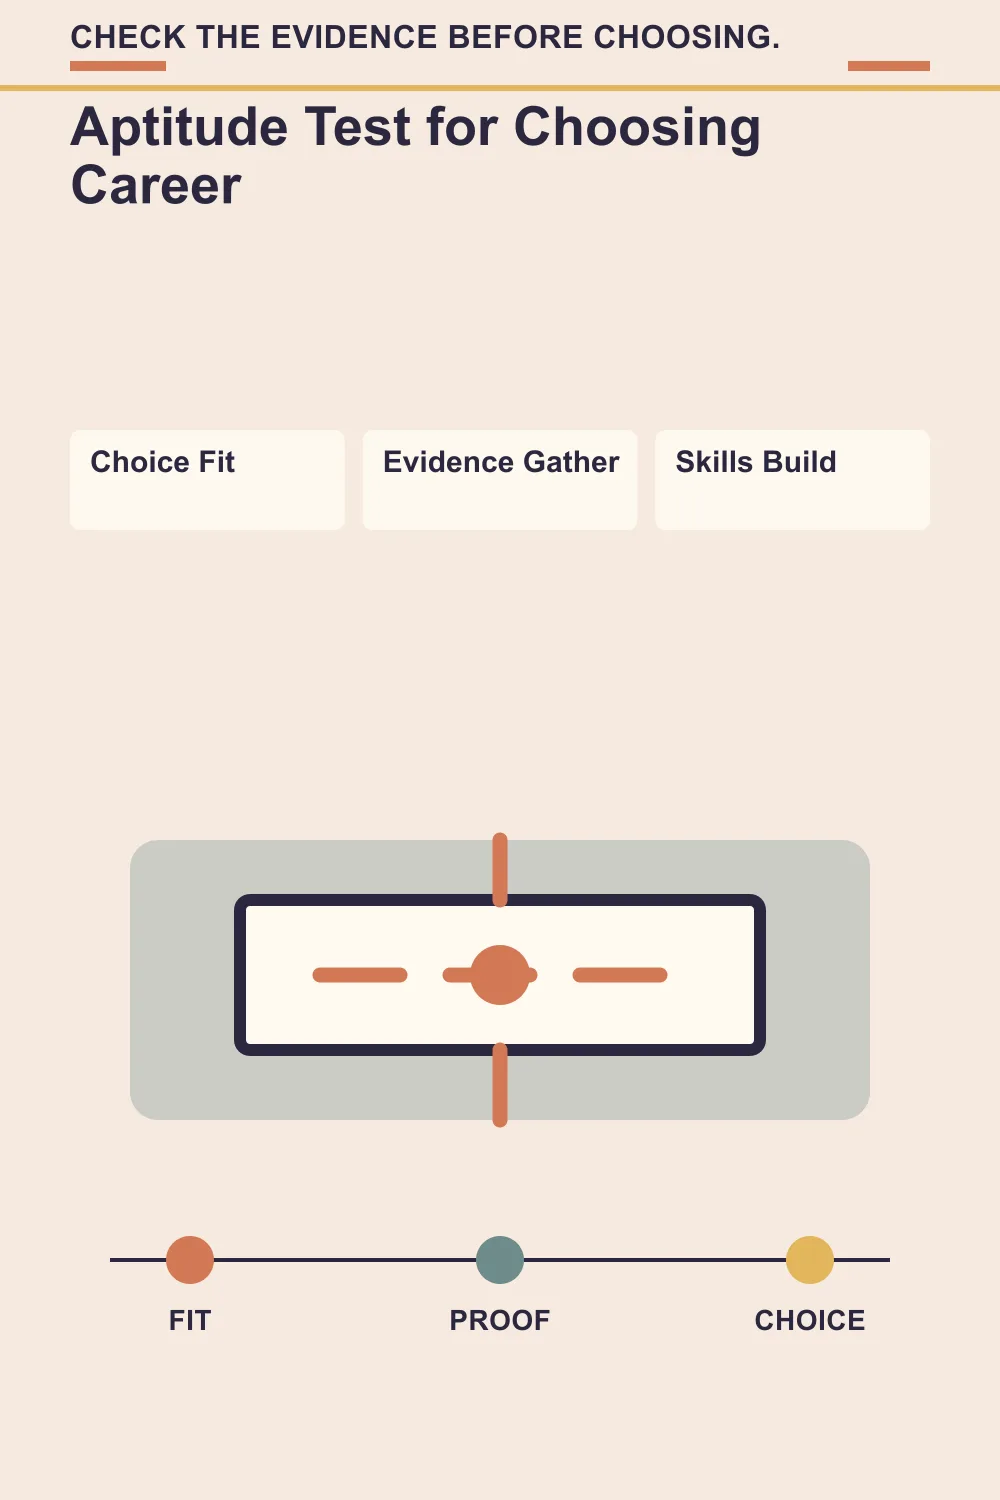 CHECK THE EVIDENCE BEFORE CHOOSING.
Aptitude Test for Choosing
Career
Choice Fit
Evidence Gather
Skills Build
FIT
PROOF
CHOICE